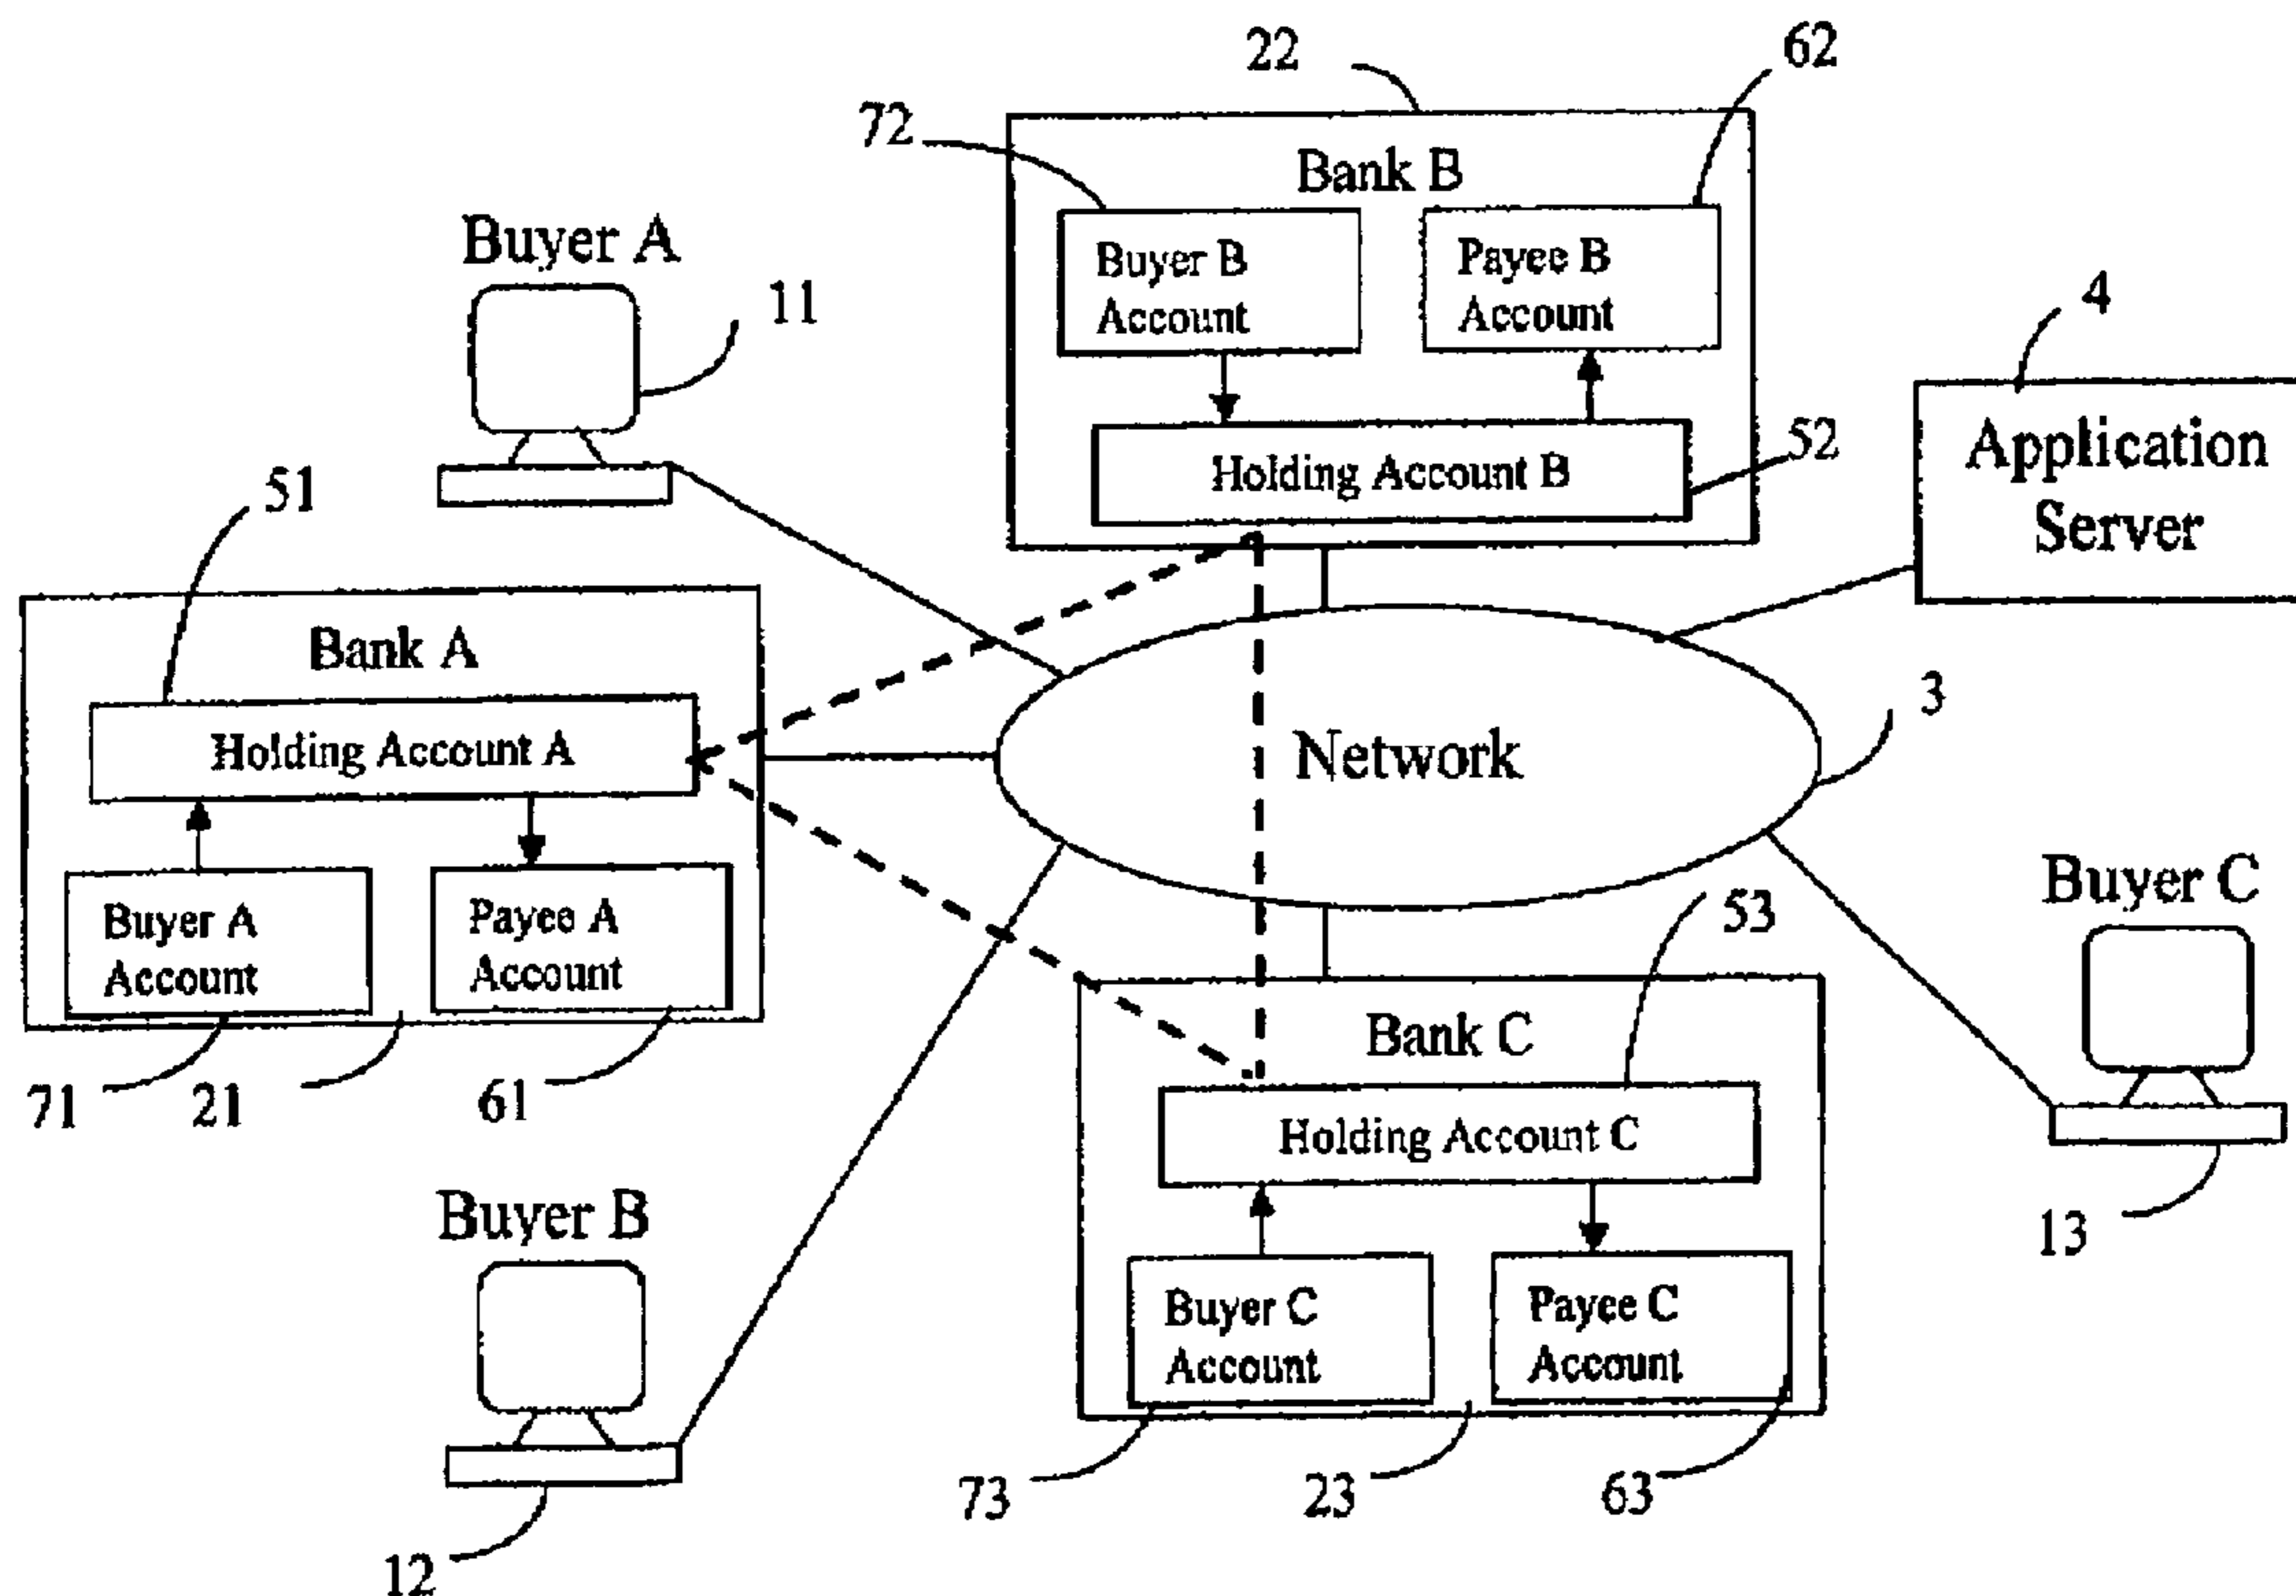 22
62
72
Bank B
Buyer A
11
Buyer B
Account
Payee B
Account
4
Application
Server
Holding Account B
52
51
Bank A
Holding Account A
Network
3
Buyer A
Account
Payee A
Account
71
21
61
53
Buyer C
Bank C
Holding Account C
13
Buyer B
12
Buyer C
Account
Payee C
Account
73
23
63